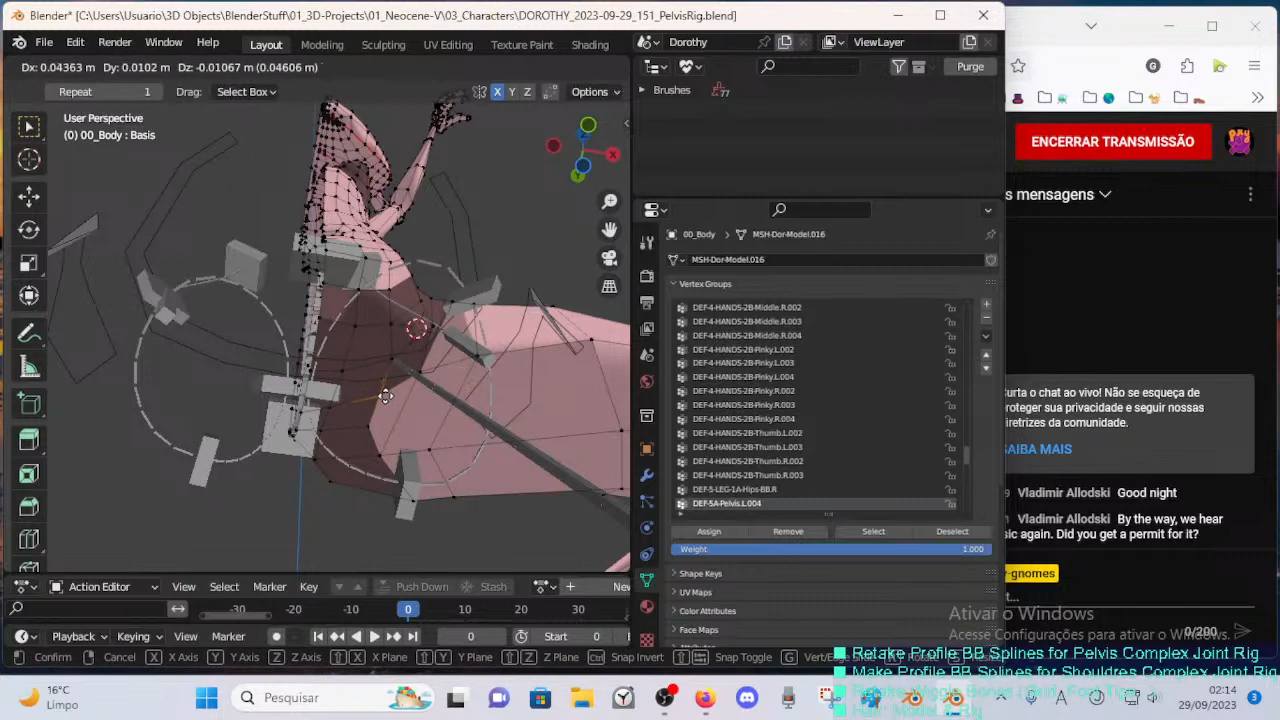 Blender* [C:\Users\Usuario\3D Objects\BlenderStuff\01_3D-Projects\01_Neocene-V\03_Characters\DOROTHY_2023-09-29_151_PelvisRig.blend]
File Edit Render Window Help Layout Modeling Sculpting UV Editing Texture Paint Shading Dorothy ViewLayer
Dx: 0.04363 m Dy: 0.0102 m Dz: -0.01067 m (0.04606 m)
Purge
Repeat 1 Drag: Select Box X Y Z Options
Brushes 77
User Perspective
(0) 00_Body : Basis
ENCERRAR TRANSMISSÃO
s mensagens
00_Body MSH-Dor-Model.016
MSH-Dor-Model.016
Vertex Groups
DEF-4-HANDS-2B-Middle.R.002
DEF-4-HANDS-2B-Middle.R.003
DEF-4-HANDS-2B-Middle.R.004
DEF-4-HANDS-2B-Pinky.L.002
DEF-4-HANDS-2B-Pinky.L.003
DEF-4-HANDS-2B-Pinky.L.004
DEF-4-HANDS-2B-Pinky.R.002
DEF-4-HANDS-2B-Pinky.R.003
DEF-4-HANDS-2B-Pinky.R.004
DEF-4-HANDS-2B-Thumb.L.002
DEF-4-HANDS-2B-Thumb.L.003
DEF-4-HANDS-2B-Thumb.R.002
DEF-4-HANDS-2B-Thumb.R.003
DEF-5-LEG-1A-Hips-BB.R
DEF-5A-Pelvis.L.004
Assign Remove Select Deselect
Weight 1.000
Shape Keys
UV Maps
Color Attributes
Face Maps
urta o chat ao vivo! Não se esqueça de
roteger sua privacidade e seguir nossas
iretrizes da comunidade.
SAIBA MAIS
Vladimir Allodski Good night
Vladimir Allodski By the way, we hear
sic again. Did you get a permit for it?
-gnomes
0/200
Action Editor View Select Marker Push Down Stash New
-30 -20 -10 0 10 20 30
Playback Keying View Marker 0 Start 0
Confirm Cancel X X Axis Y Y Axis Z Z Axis X X Plane Y Y Plane Z Z Plane Ctrl Snap Invert Snap Toggle G Vert/Edge
Ativar o Windows
Acesse Configurações para ativar o Windows.
Retake Profile BB Splines for Pelvis Complex Joint Rig
Make Profile BB Splines for Shouldres Complex Joint Rig
16°C
Limpo
Pesquisar
02:14
29/09/2023
3